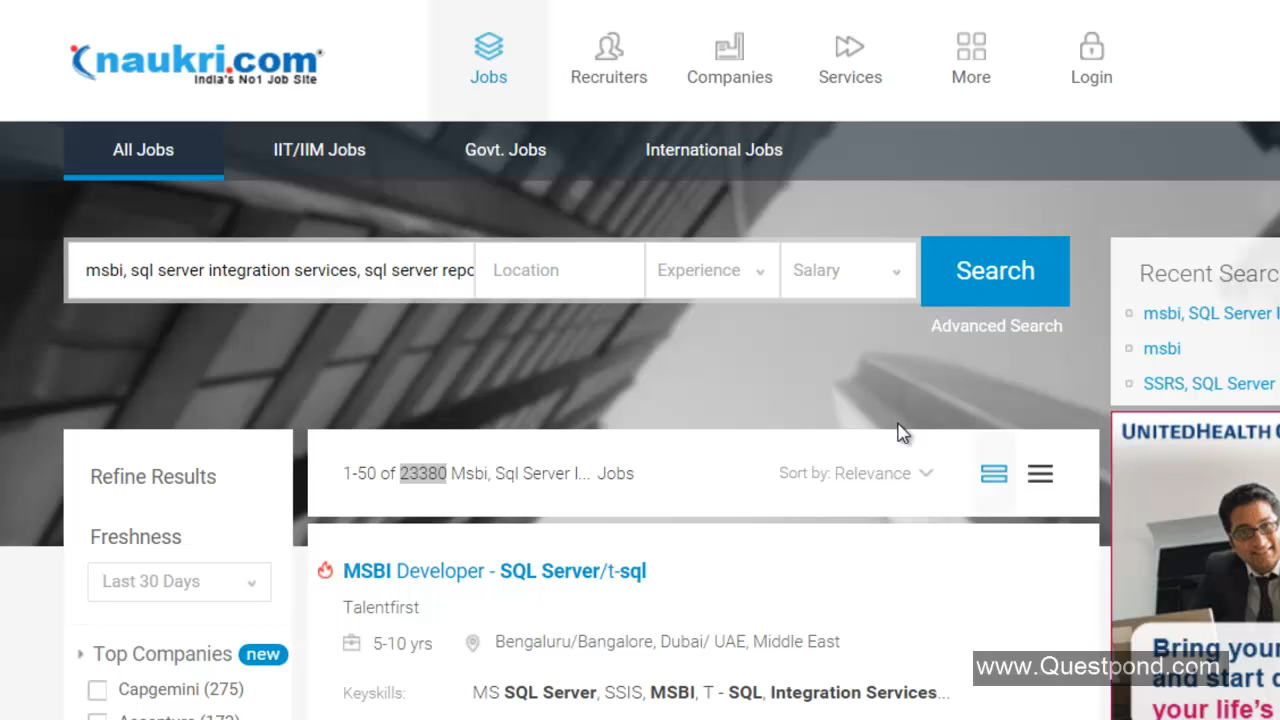 naukri.com
India's No1 Job Site
Jobs
Recruiters
Companies
Services
More
Login
All Jobs
IIT/IIM Jobs
Govt. Jobs
International Jobs
msbi, sql server integration services, sql server repo
Location
Experience
Salary
Search
Advanced Search
Recent Searc
msbi, SQL Server I
msbi
SSRS, SQL Server
Refine Results
Freshness
Last 30 Days
Top Companies new
Capgemini (275)
1-50 of 23380 Msbi, Sql Server I... Jobs
Sort by: Relevance
MSBI Developer - SQL Server/t-sql
Talentfirst
5-10 yrs
Bengaluru/Bangalore, Dubai/ UAE, Middle East
Keyskills:
MS SQL Server, SSIS, MSBI, T - SQL, Integration Services...
UNITEDHEALTH
Bring your
and start
your life's
www.Questpond.com